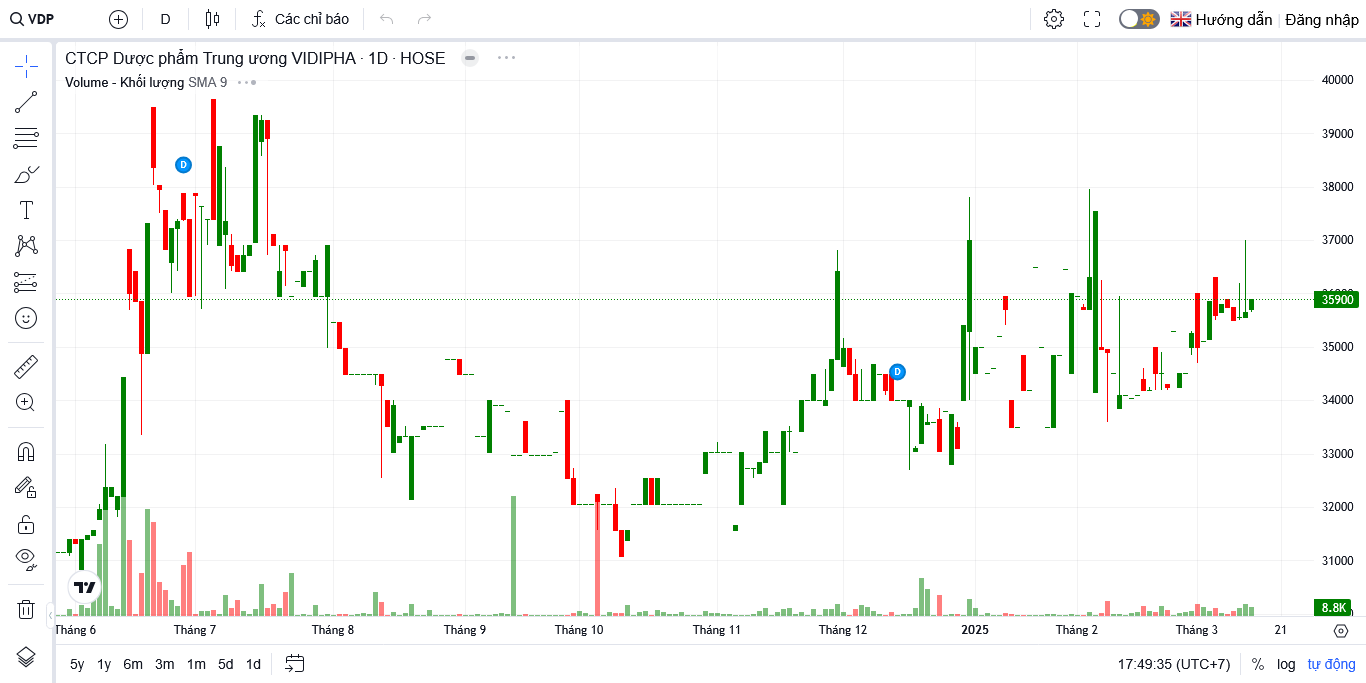 VDP D Các chỉ báo Hướng dẫn Đăng nhập
CTCP Dược phẩm Trung ương VIDIPHA · 1D · HOSE
Volume - Khối lượng SMA 9
D
D
40000
39000
38000
37000
35900
35000
34000
33000
32000
31000
8.8K
Tháng 6 Tháng 7 Tháng 8 Tháng 9 Tháng 10 Tháng 11 Tháng 12 2025 Tháng 2 Tháng 3 21
5y 1y 6m 3m 1m 5d 1d 17:49:35 (UTC+7) % log tự động